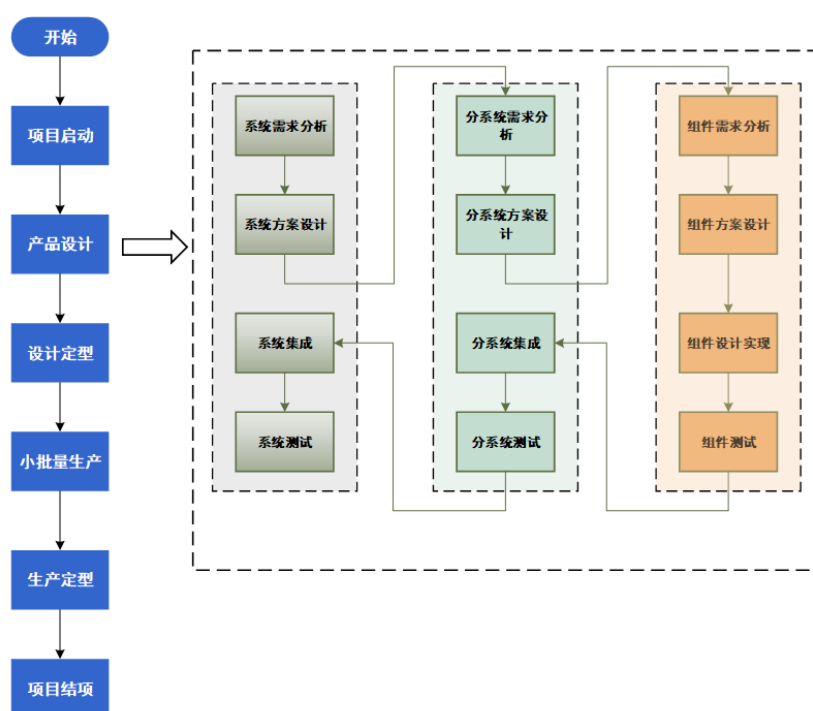 开始
项目启动
产品设计
设计定型
小批量生产
生产定型
项目结项
系统需求分析
系统方案设计
系统集成
系统测试
分系统需求分
析
分系统方案设
计
分系统集成
分系统测试
组件需求分析
组件方案设计
组件设计实现
组件测试